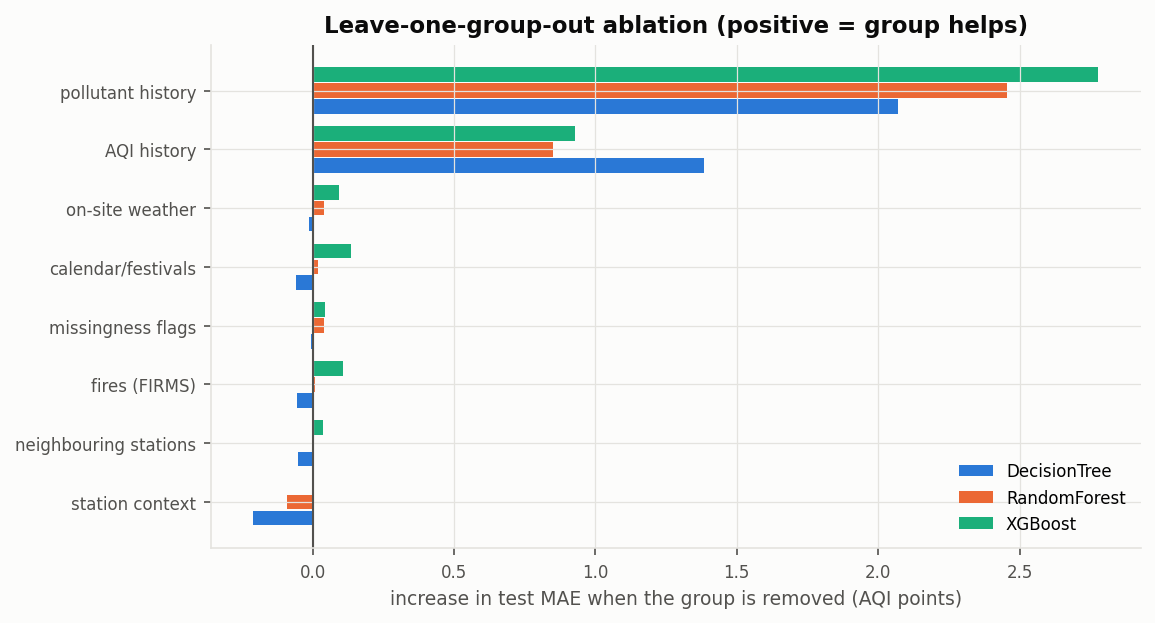 Leave-one-group-out ablation (positive = group helps)
pollutant history
AQI history
on-site weather
calendar/festivals
missingness flags
fires (FIRMS)
neighbouring stations
station context
DecisionTree
RandomForest
XGBoost
0.0 0.5 1.0 1.5 2.0 2.5
increase in test MAE when the group is removed (AQI points)